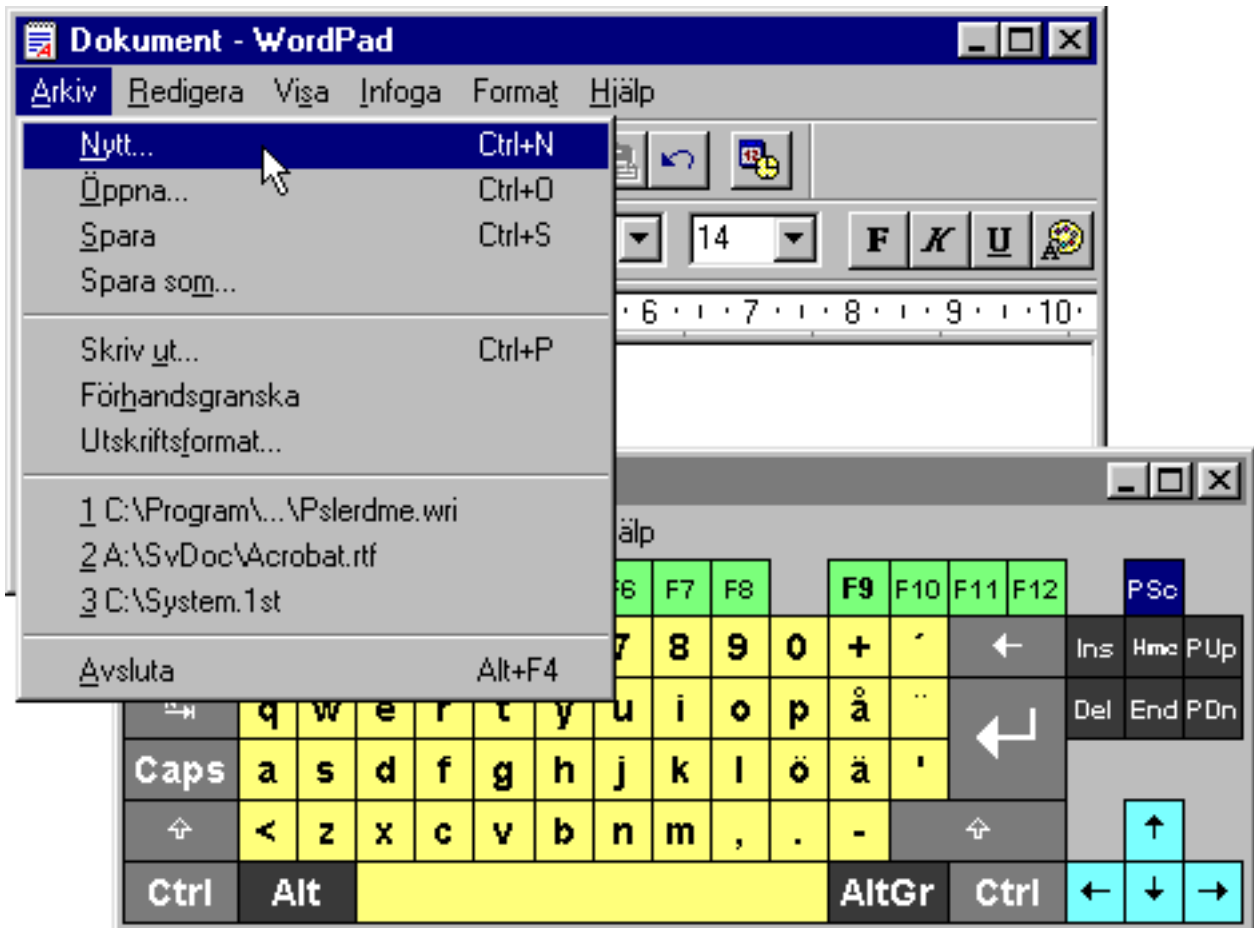 Dokument - WordPad
Arkiv Redigera Visa Infoga Format Hjälp
Nytt... Ctrl+N
Öppna... Ctrl+O
Spara Ctrl+S
Spara som...
14 F K U A
6 7 8 9 10
Skriv ut... Ctrl+P
Förhandsgranska
Utskriftsformat...
1 C:\Program\...\Pslerdme.wri
2 A:\SvDoc\Acrobat.rtf
3 C:\System.1st
Avsluta Alt+F4
älp
F6 F7 F8 F9 F10 F11 F12 PSc
7 8 9 0 + ´ Ins Hme PUp
q w e r t y u i o p å ¨ Del End PDn
Caps a s d f g h j k l ö ä '
< z x c v b n m , . -
Ctrl Alt AltGr Ctrl